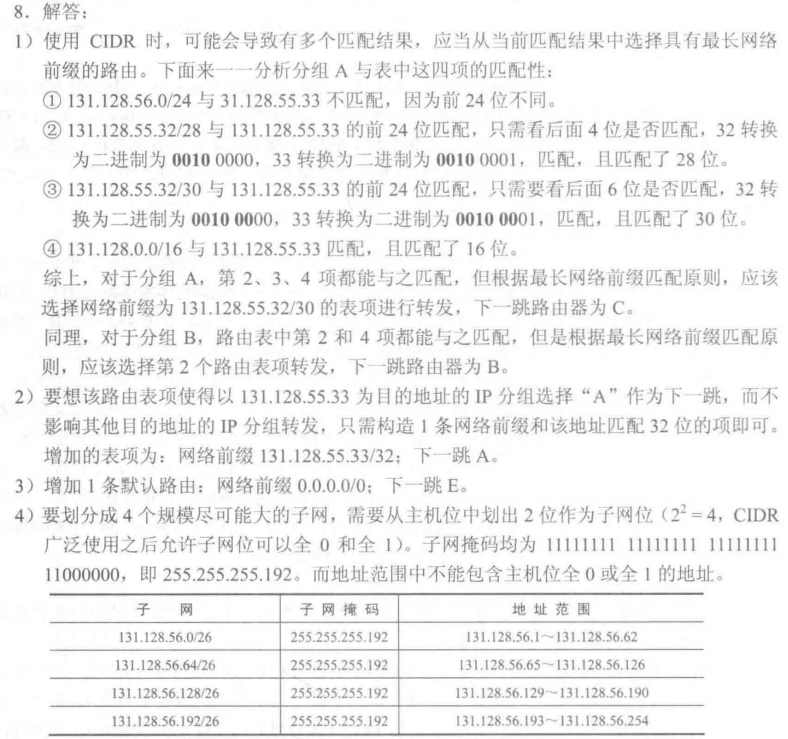 8．解答：
1）使用 CIDR 时，可能会导致有多个匹配结果，应当从当前匹配结果中选择具有最长网络
前缀的路由。下面来一一分析分组 A 与表中这四项的匹配性：
① 131.128.56.0/24 与 31.128.55.33 不匹配，因为前 24 位不同。
② 131.128.55.32/28 与 131.128.55.33 的前 24 位匹配，只需看后面 4 位是否匹配，32 转换
为二进制为 0010 0000，33 转换为二进制为 0010 0001，匹配，且匹配了 28 位。
③ 131.128.55.32/30 与 131.128.55.33 的前 24 位匹配，只需要看后面 6 位是否匹配，32 转
换为二进制为 0010 0000，33 转换为二进制为 0010 0001，匹配，且匹配了 30 位。
④ 131.128.0.0/16 与 131.128.55.33 匹配，且匹配了 16 位。
综上，对于分组 A，第 2、3、4 项都能与之匹配，但根据最长网络前缀匹配原则，应该
选择网络前缀为 131.128.55.32/30 的表项进行转发，下一跳路由器为 C。
同理，对于分组 B，路由表中第 2 和 4 项都能与之匹配，但是根据最长网络前缀匹配原
则，应该选择第 2 个路由表项转发，下一跳路由器为 B。
2）要想该路由表项使得以 131.128.55.33 为目的地址的 IP 分组选择“A”作为下一跳，而不
影响其他目的地址的 IP 分组转发，只需构造 1 条网络前缀和该地址匹配 32 位的项即可。
增加的表项为：网络前缀 131.128.55.33/32；下一跳 A。
3）增加 1 条默认路由：网络前缀 0.0.0.0/0；下一跳 E。
4）要划分成 4 个规模尽可能大的子网，需要从主机位中划出 2 位作为子网位（2² = 4，CIDR
广泛使用之后允许子网位可以全 0 和全 1）。子网掩码均为 11111111 11111111 11111111
11000000，即 255.255.255.192。而地址范围中不能包含主机位全 0 或全 1 的地址。
子 网 子 网 掩 码 地 址 范 围
131.128.56.0/26 255.255.255.192 131.128.56.1～131.128.56.62
131.128.56.64/26 255.255.255.192 131.128.56.65～131.128.56.126
131.128.56.128/26 255.255.255.192 131.128.56.129～131.128.56.190
131.128.56.192/26 255.255.255.192 131.128.56.193～131.128.56.254